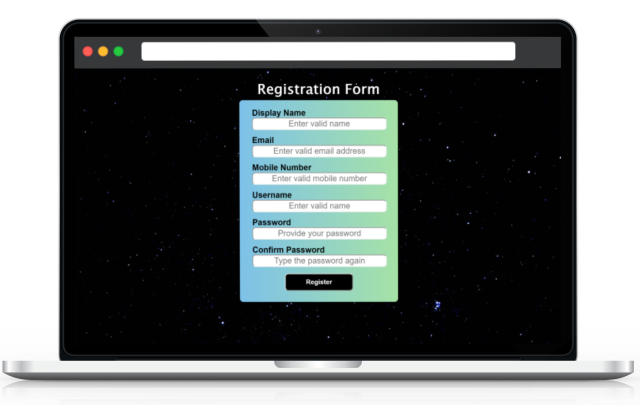 Registration Form
Display Name
Enter valid name
Email
Enter valid email address
Mobile Number
Enter valid mobile number
Username
Enter valid name
Password
Provide your password
Confirm Password
Type the password again
Register